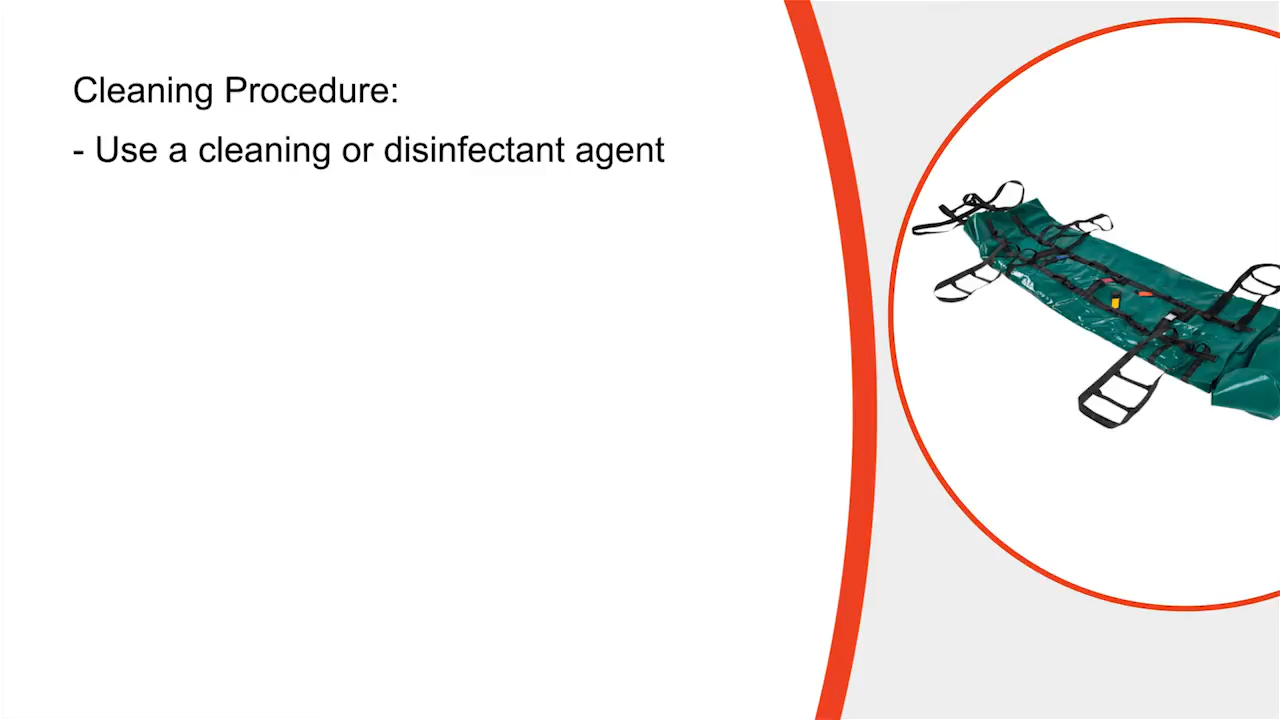 Cleaning Procedure:
- Use a cleaning or disinfectant agent